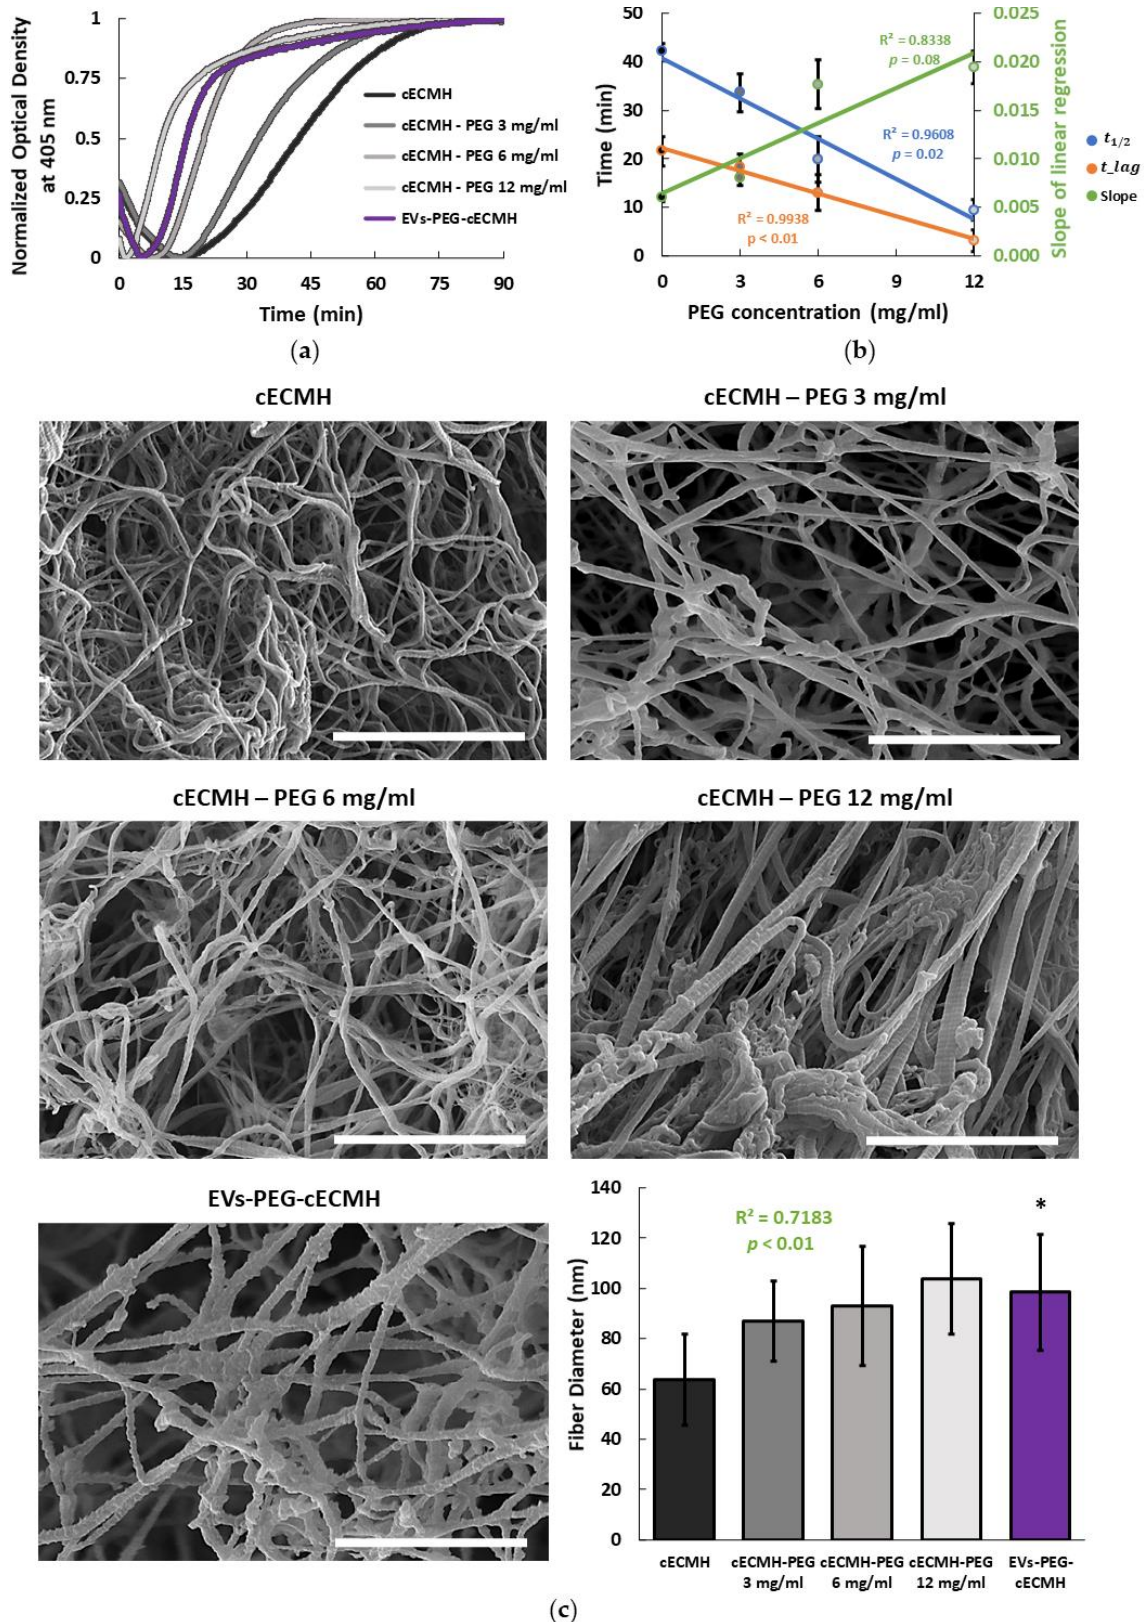 Normalized Optical Density
at 405 nm
1
0.75
0.5
0.25
0
0 15 30 45 60 75 90
Time (min)
cECMH
cECMH - PEG 3 mg/ml
cECMH - PEG 6 mg/ml
cECMH - PEG 12 mg/ml
EVs-PEG-cECMH
(a)
Time (min)
50
40
30
20
10
0
0 3 6 9 12
PEG concentration (mg/ml)
R² = 0.8338
p = 0.08
R² = 0.9608
p = 0.02
R² = 0.9938
p < 0.01
0.025
0.020
0.015
0.010
0.005
0.000
Slope of linear regression
t1/2
t_lag
Slope
(b)
cECMH
cECMH – PEG 3 mg/ml
cECMH – PEG 6 mg/ml
cECMH – PEG 12 mg/ml
EVs-PEG-cECMH
Fiber Diameter (nm)
140
120
100
80
60
40
20
0
R² = 0.7183
p < 0.01
*
cECMH
cECMH-PEG
3 mg/ml
cECMH-PEG
6 mg/ml
cECMH-PEG
12 mg/ml
EVs-PEG-
cECMH
(c)